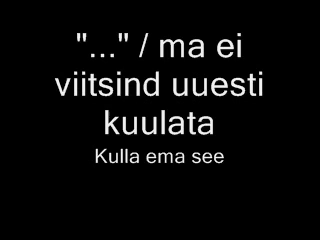 "..." / ma ei
viitsind uuesti
kuulata
Kulla ema see